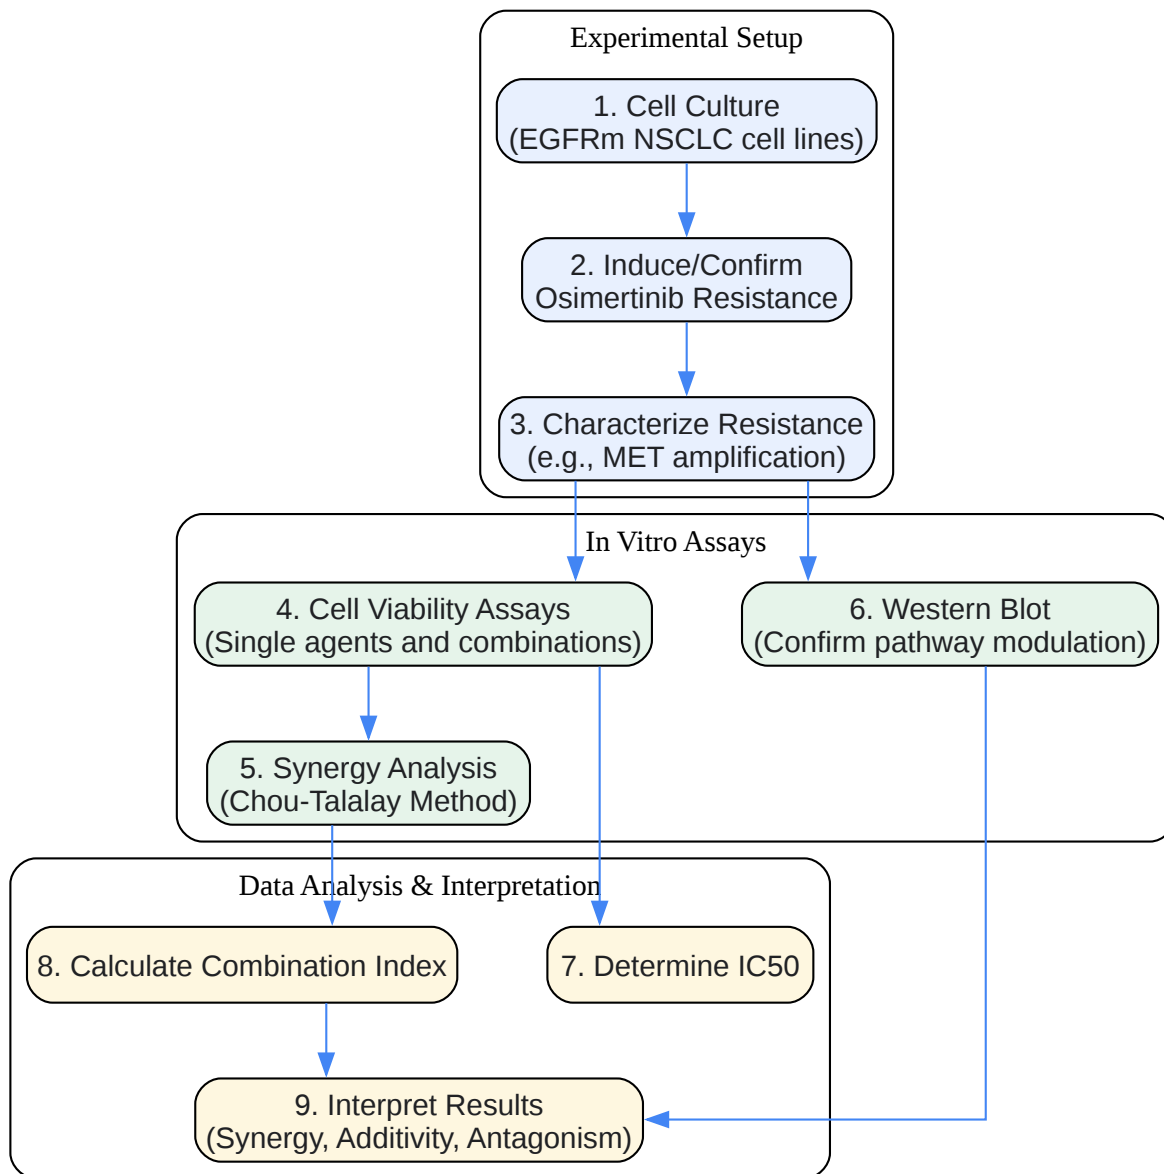 Experimental Setup
1. Cell Culture
(EGFRm NSCLC cell lines)
2. Induce/Confirm
Osimertinib Resistance
3. Characterize Resistance
(e.g., MET amplification)
In Vitro Assays
4. Cell Viability Assays
(Single agents and combinations)
6. Western Blot
(Confirm pathway modulation)
5. Synergy Analysis
(Chou-Talalay Method)
Data Analysis & Interpretation
8. Calculate Combination Index
7. Determine IC50
9. Interpret Results
(Synergy, Additivity, Antagonism)